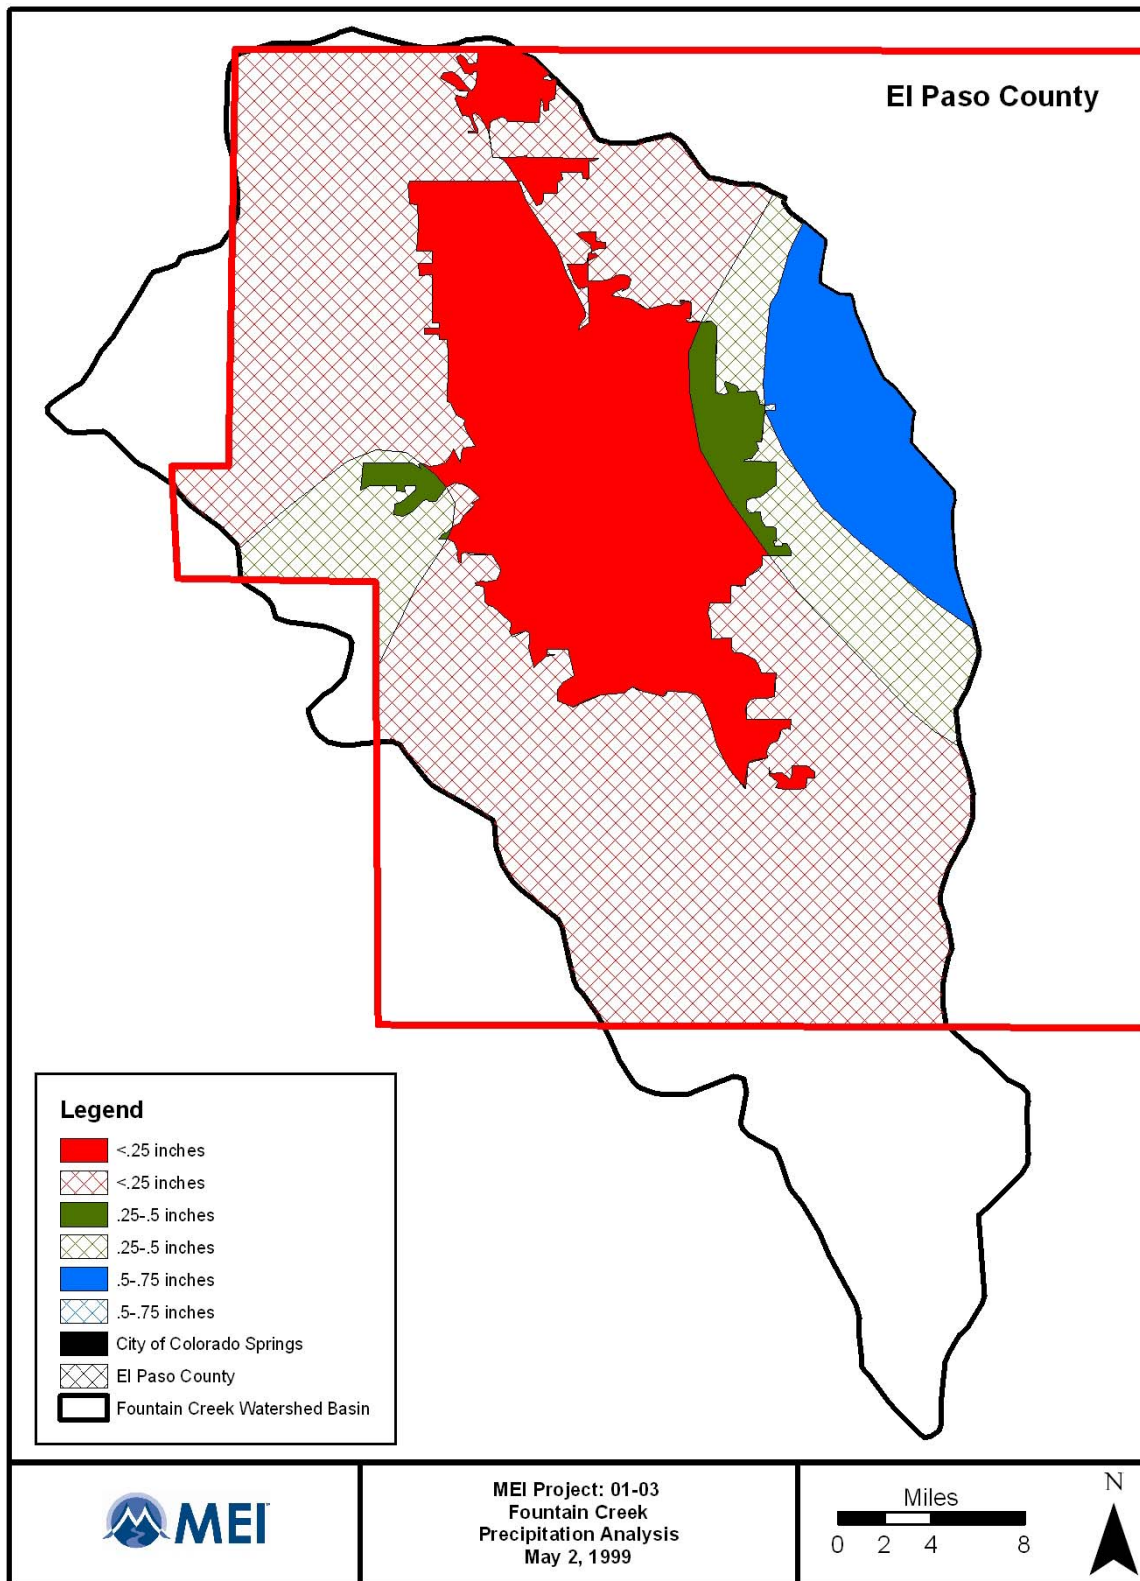 El Paso County
Legend
<.25 inches
<.25 inches
.25-.5 inches
.25-.5 inches
.5-.75 inches
.5-.75 inches
City of Colorado Springs
El Paso County
Fountain Creek Watershed Basin
MEI
MEI Project: 01-03
Fountain Creek
Precipitation Analysis
May 2, 1999
Miles
0 2 4 8
N